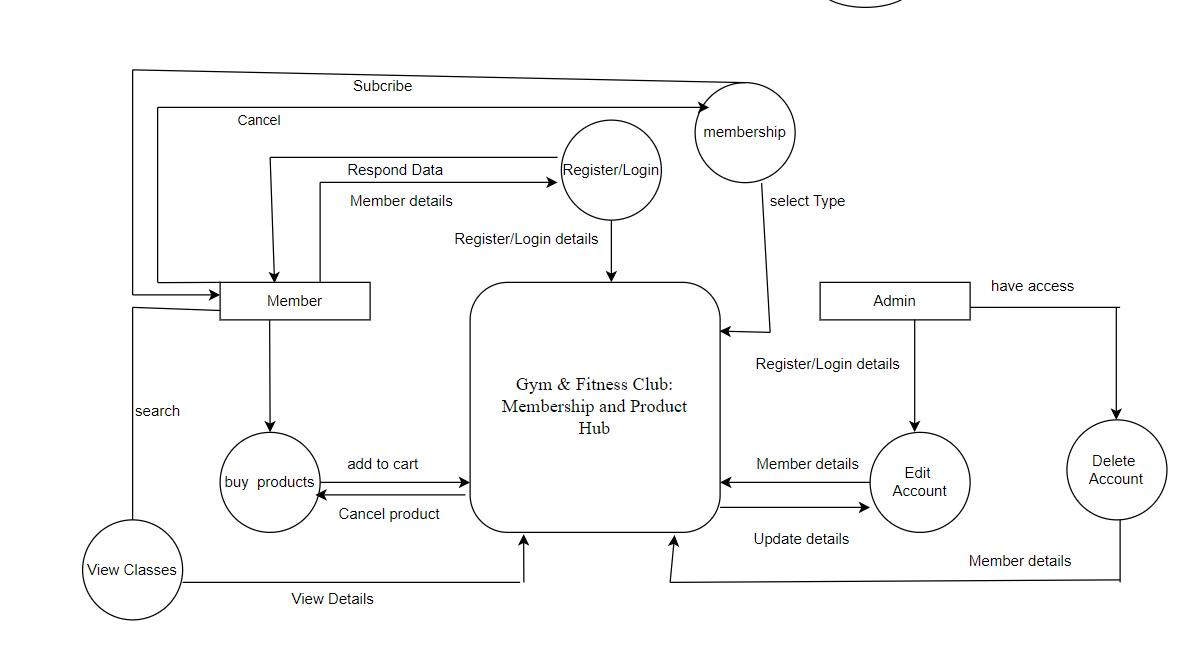 Subcribe
Cancel
membership
Respond Data
Register/Login
Member details
select Type
Register/Login details
have access
Member
Admin
Register/Login details
Gym & Fitness Club:
Membership and Product
Hub
search
add to cart
Member details
Delete
Account
buy products
Edit
Account
Cancel product
Update details
Member details
View Classes
View Details